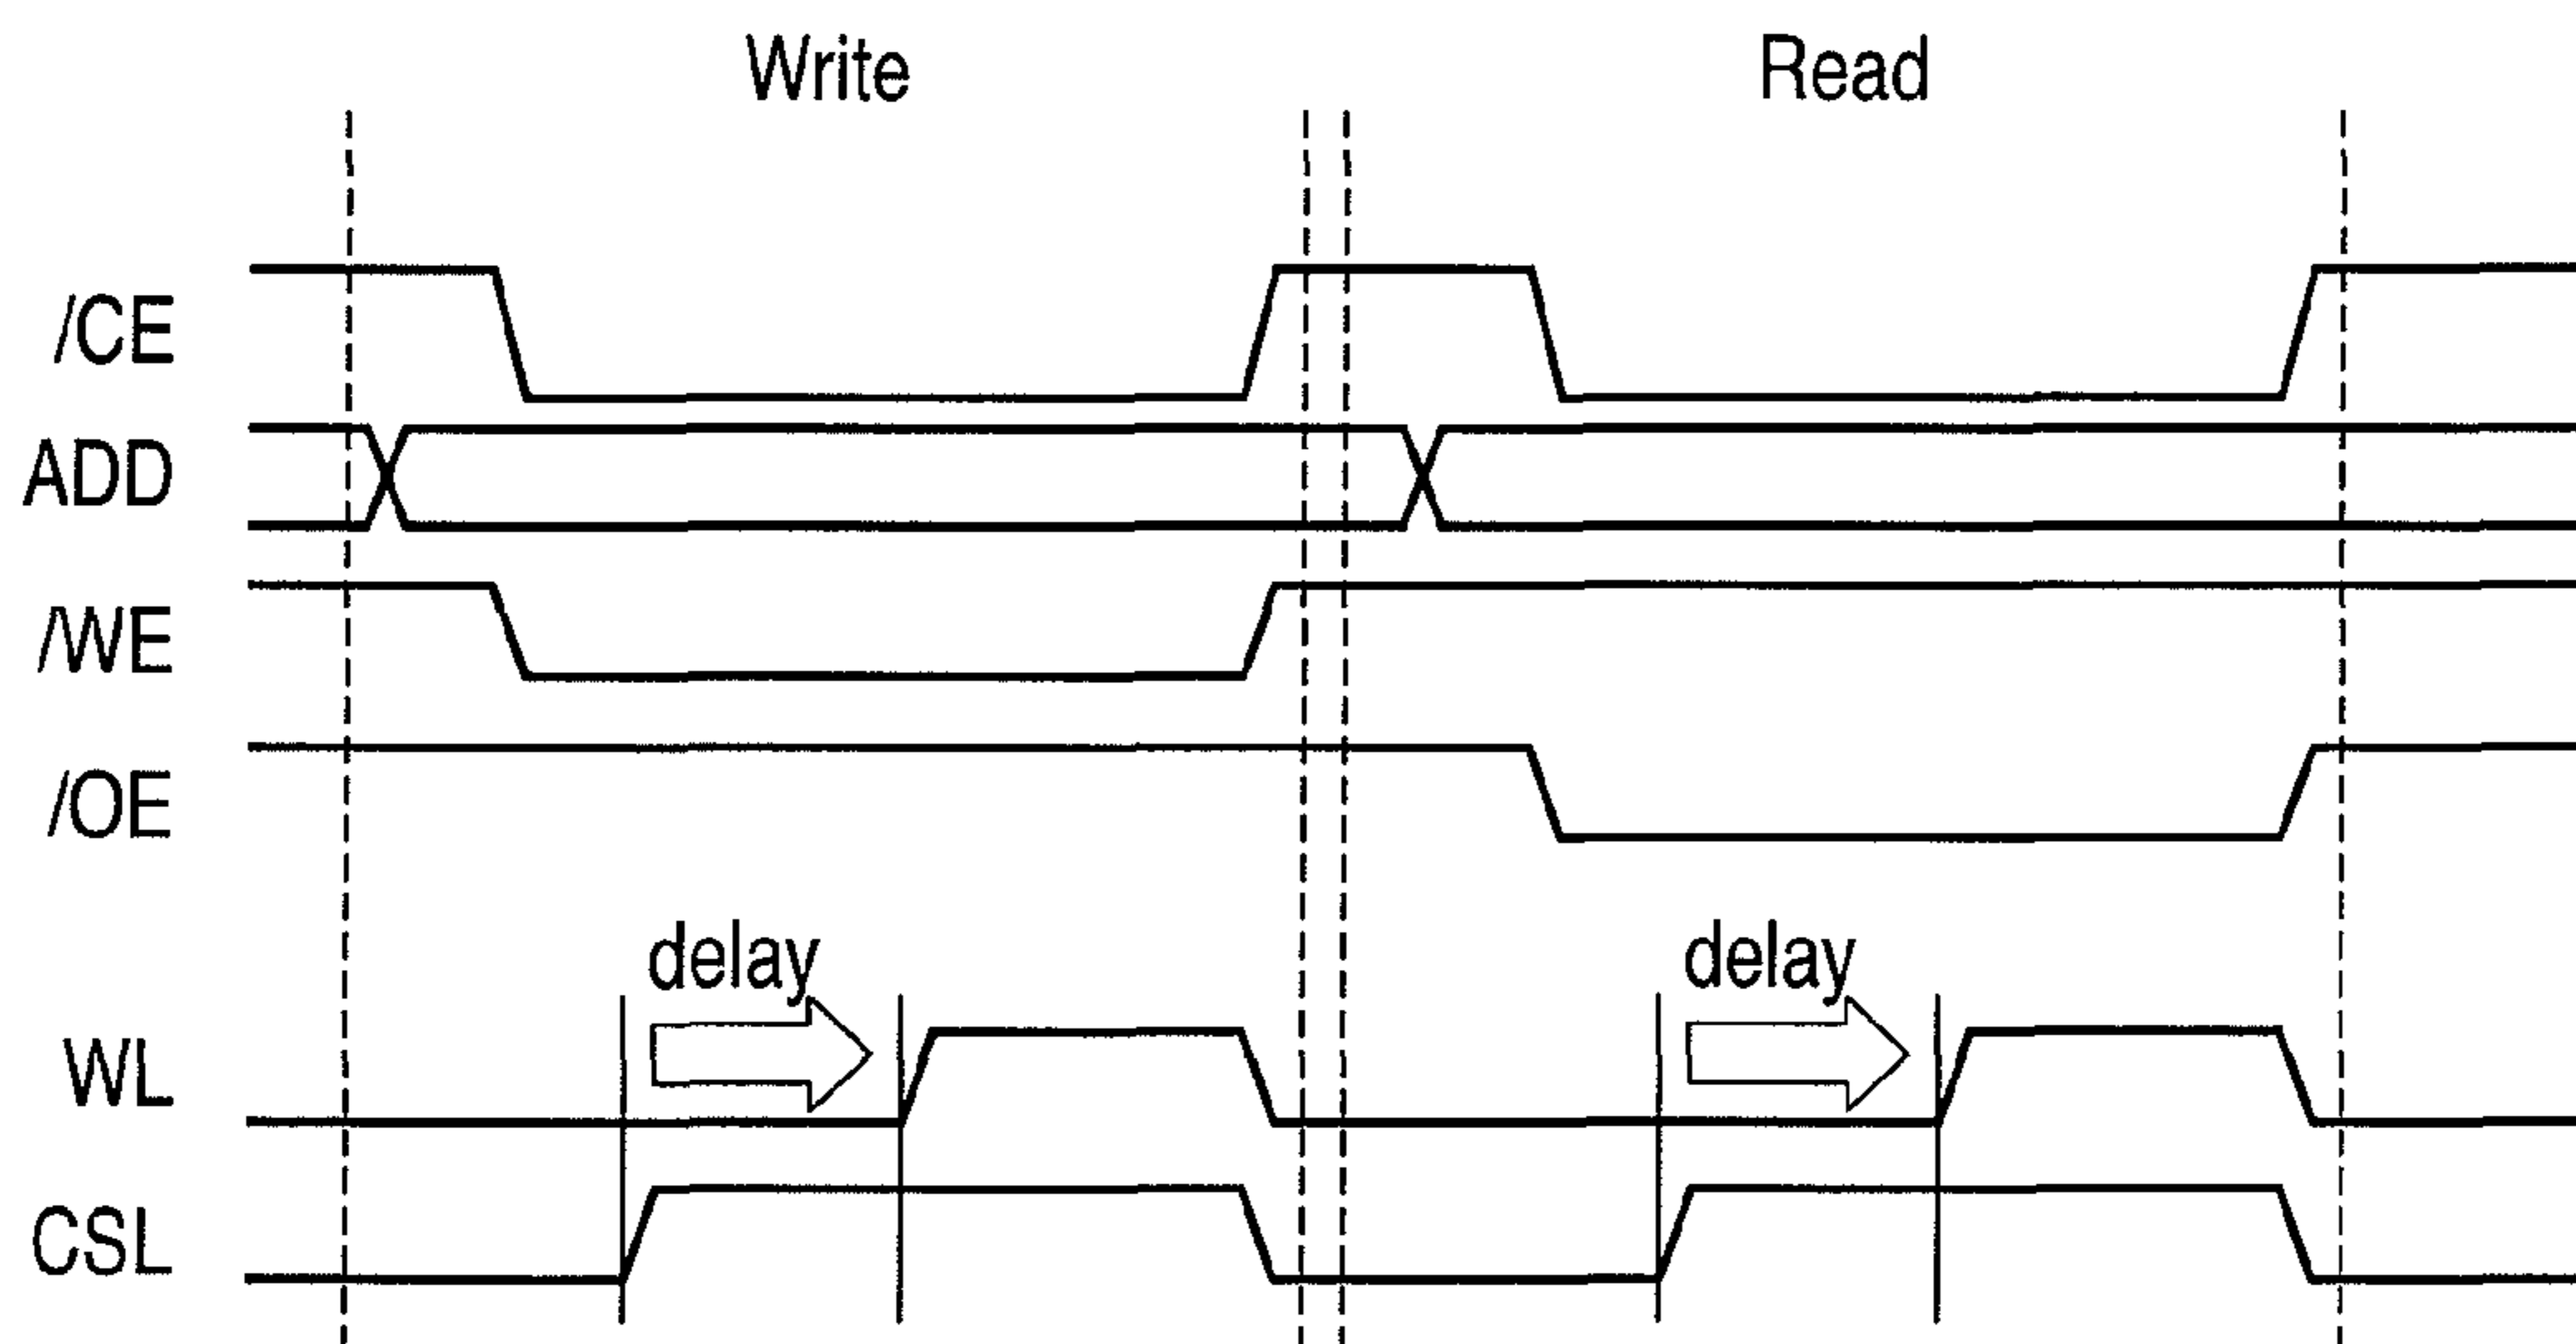 Write
Read
/CE
ADD
/WE
/OE
delay
delay
WL
CSL